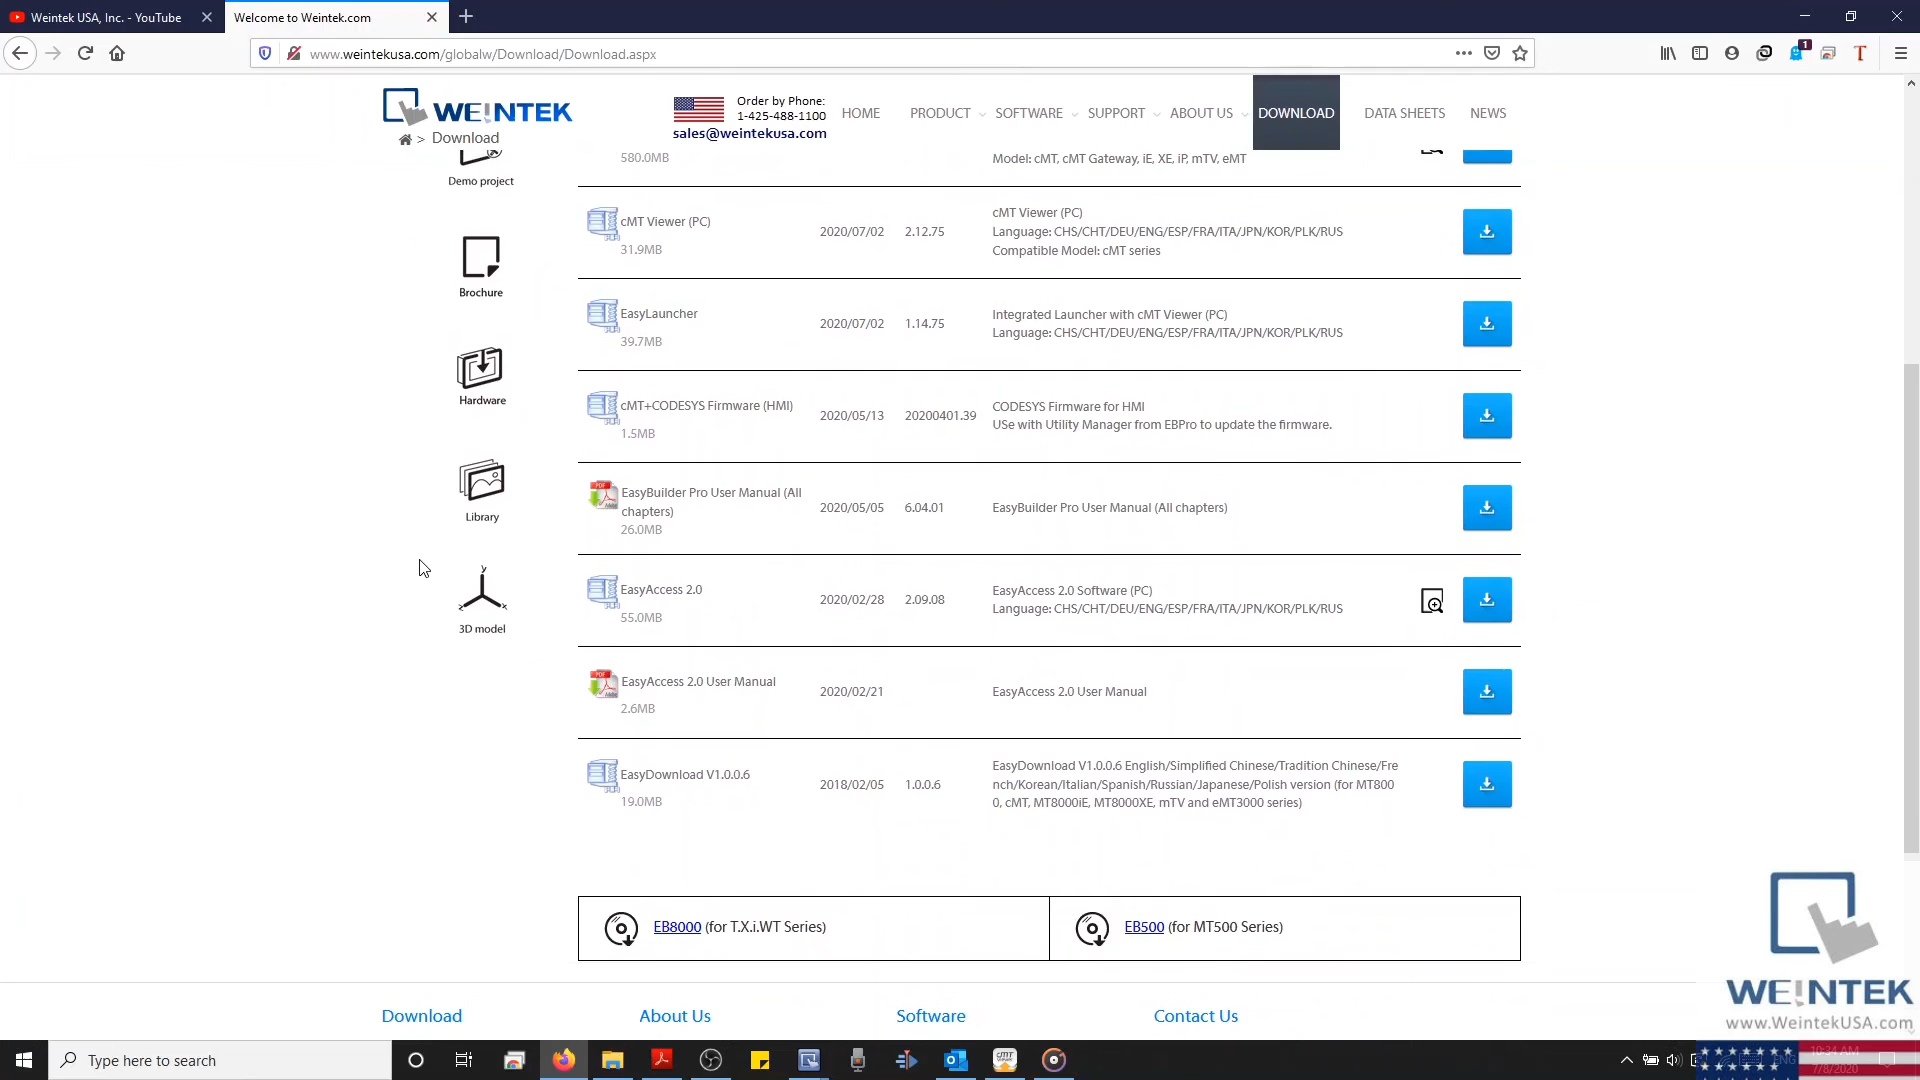 Weintek USA, Inc. - YouTube
Welcome to Weintek.com
www.weintekusa.com/globalw/Download/Download.aspx
1
WE!NTEK
Order by Phone:
1-425-488-1100
sales@weintekusa.com
HOME
PRODUCT
SOFTWARE
SUPPORT
ABOUT US
DOWNLOAD
DATA SHEETS
NEWS
> Download
Demo project
Brochure
Hardware
Library
3D model
580.0MB
Model: cMT, cMT Gateway, iE, XE, iP, mTV, eMT
cMT Viewer (PC)
31.9MB
2020/07/02
2.12.75
cMT Viewer (PC)
Language: CHS/CHT/DEU/ENG/ESP/FRA/ITA/JPN/KOR/PLK/RUS
Compatible Model: cMT series
EasyLauncher
39.7MB
2020/07/02
1.14.75
Integrated Launcher with cMT Viewer (PC)
Language: CHS/CHT/DEU/ENG/ESP/FRA/ITA/JPN/KOR/PLK/RUS
cMT+CODESYS Firmware (HMI)
1.5MB
2020/05/13
20200401.39
CODESYS Firmware for HMI
USe with Utility Manager from EBPro to update the firmware.
EasyBuilder Pro User Manual (All
chapters)
26.0MB
2020/05/05
6.04.01
EasyBuilder Pro User Manual (All chapters)
EasyAccess 2.0
55.0MB
2020/02/28
2.09.08
EasyAccess 2.0 Software (PC)
Language: CHS/CHT/DEU/ENG/ESP/FRA/ITA/JPN/KOR/PLK/RUS
EasyAccess 2.0 User Manual
2.6MB
2020/02/21
EasyAccess 2.0 User Manual
EasyDownload V1.0.0.6
19.0MB
2018/02/05
1.0.0.6
EasyDownload V1.0.0.6 English/Simplified Chinese/Tradition Chinese/Fre
nch/Korean/Italian/Spanish/Russian/Japanese/Polish version (for MT800
0, cMT, MT8000iE, MT8000XE, mTV and eMT3000 series)
EB8000 (for T.X.i.WT Series)
EB500 (for MT500 Series)
Download
About Us
Software
Contact Us
WE!NTEK
www.WeintekUSA.com
Type here to search
10:34 AM
7/8/2020